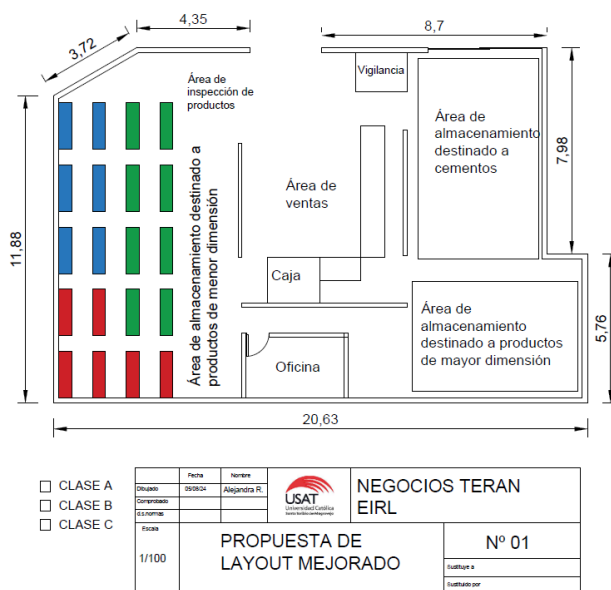 4,35
8,7
3,72
Vigilancia
Área de
inspección de
productos
Área de
almacenamiento
destinado a
cementos
7,98
Área de almacenamiento destinado a
productos de menor dimensión
Área de
ventas
11,88
Caja
Área de
almacenamiento
destinado a productos
de mayor dimensión
5,76
Oficina
20,63
CLASE A
CLASE B
CLASE C
Fecha
Nombre
Dibujado
Alejandra R.
Comprobado
d.s.normas
Escala
1/100
USAT
Universidad Católica
NEGOCIOS TERAN
EIRL
PROPUESTA DE
LAYOUT MEJORADO
Nº 01
Sustituye a
Sustituido por